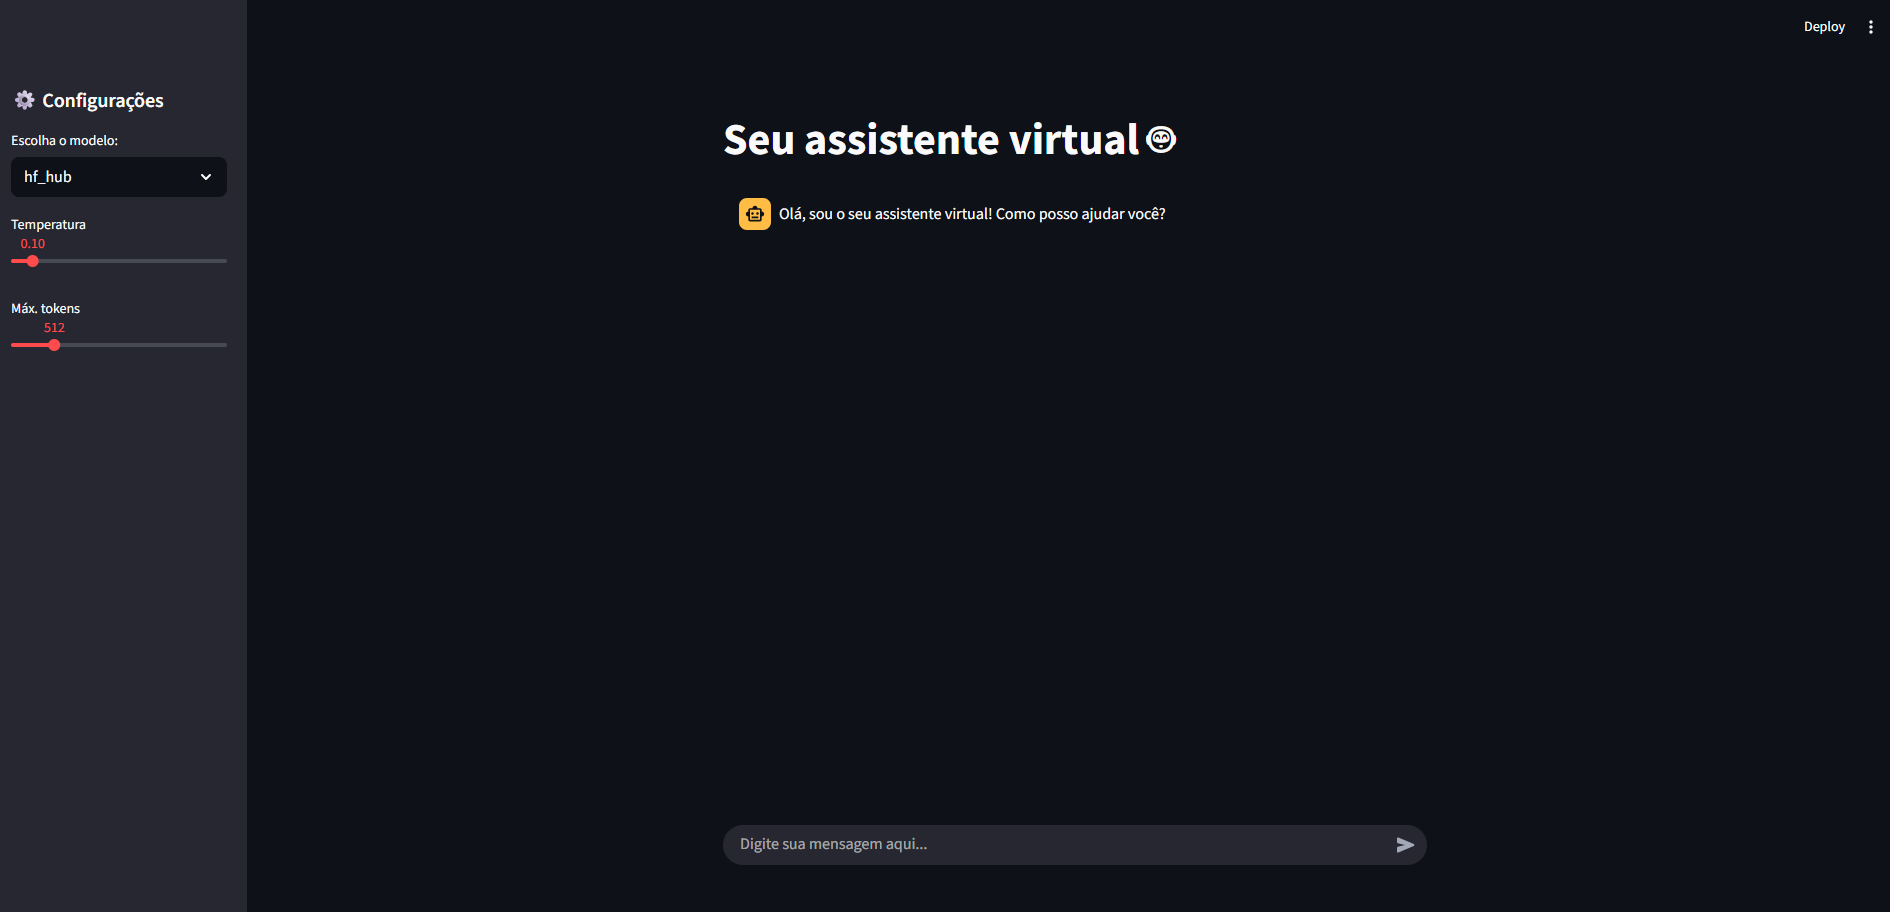 Deploy
Configurações
Escolha o modelo:
hf_hub
Temperatura
0.10
Máx. tokens
512
Seu assistente virtual
Olá, sou o seu assistente virtual! Como posso ajudar você?
Digite sua mensagem aqui...